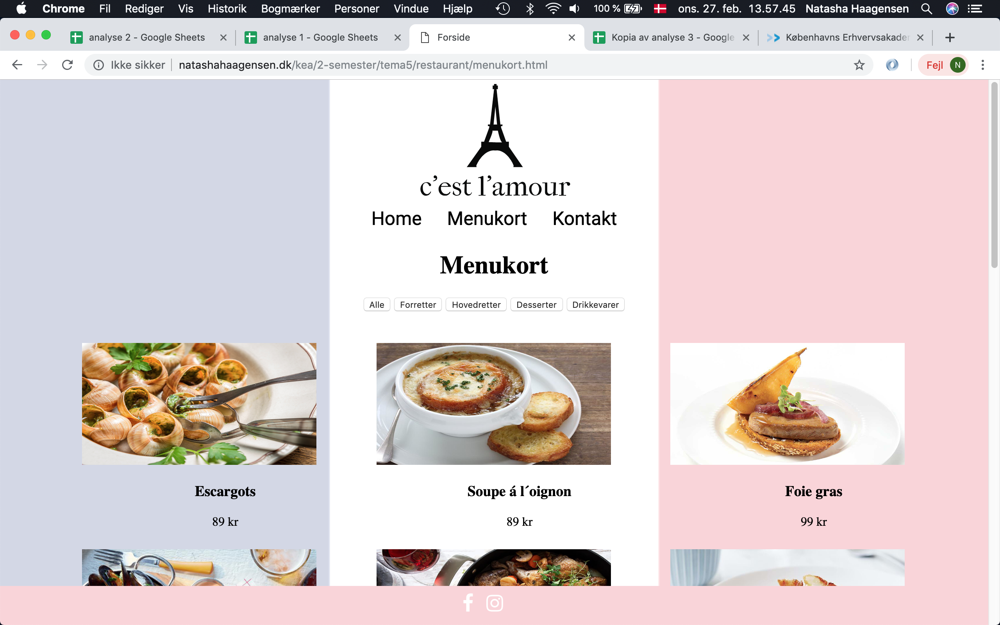 Chrome Fil Rediger Vis Historik Bogmærker Personer Vindue Hjælp 100 % ons. 27. feb. 13.57.45 Natasha Haagensen
analyse 2 - Google Sheets analyse 1 - Google Sheets Forside Kopia av analyse 3 - Google Københavns Erhvervsakade
Ikke sikker natashahaagensen.dk/kea/2-semester/tema5/restaurant/menukort.html Fejl N
c’est l’amour
Home Menukort Kontakt
Menukort
Alle Forretter Hovedretter Desserter Drikkevarer
Escargots Soupe á l´oignon Foie gras
89 kr 89 kr 99 kr